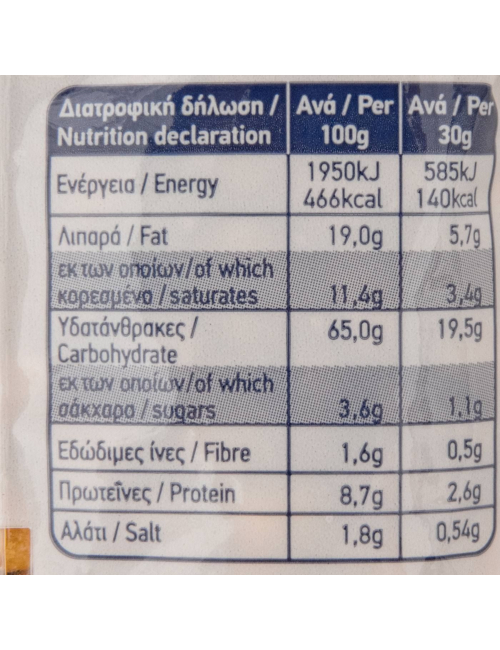 Διατροφική δήλωση / Ανά / Per Ανά / Per
Nutrition declaration 100g 30g
Ενέργεια / Energy 1950kJ 585kJ
466kcal 140kcal
Λιπαρά / Fat 19,0g 5,7g
εκ των οποίων/of which
κορεσμένα / saturates 11,4g 3,4g
Υδατάνθρακες / 65,0g 19,5g
Carbohydrate
εκ των οποίων/of which
σάκχαρα / sugars 3,6g 1,1g
Εδώδιμες ίνες / Fibre 1,6g 0,5g
Πρωτεΐνες / Protein 8,7g 2,6g
Αλάτι / Salt 1,8g 0,54g